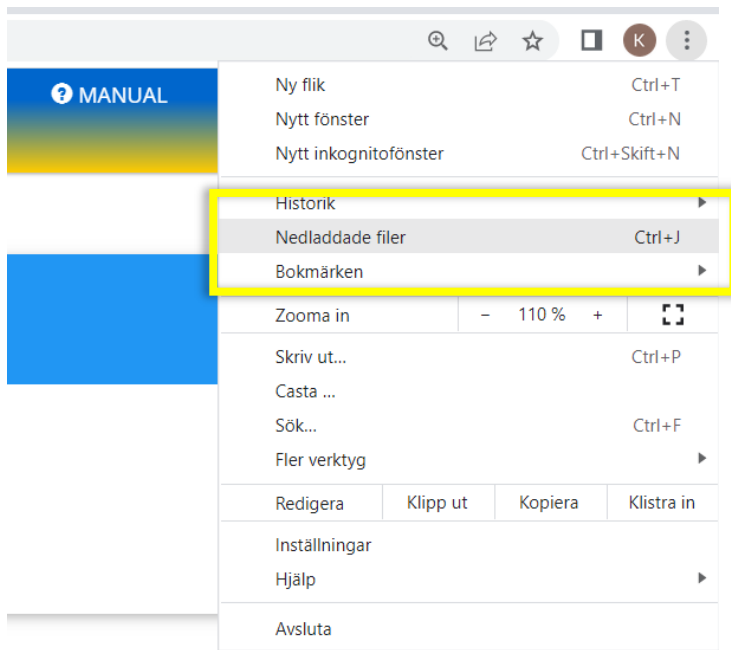 K
? MANUAL
Ny flik Ctrl+T
Nytt fönster Ctrl+N
Nytt inkognitofönster Ctrl+Skift+N
Historik
Nedladdade filer Ctrl+J
Bokmärken
Zooma in - 110 % +
Skriv ut... Ctrl+P
Casta ...
Sök... Ctrl+F
Fler verktyg
Redigera Klipp ut Kopiera Klistra in
Inställningar
Hjälp
Avsluta